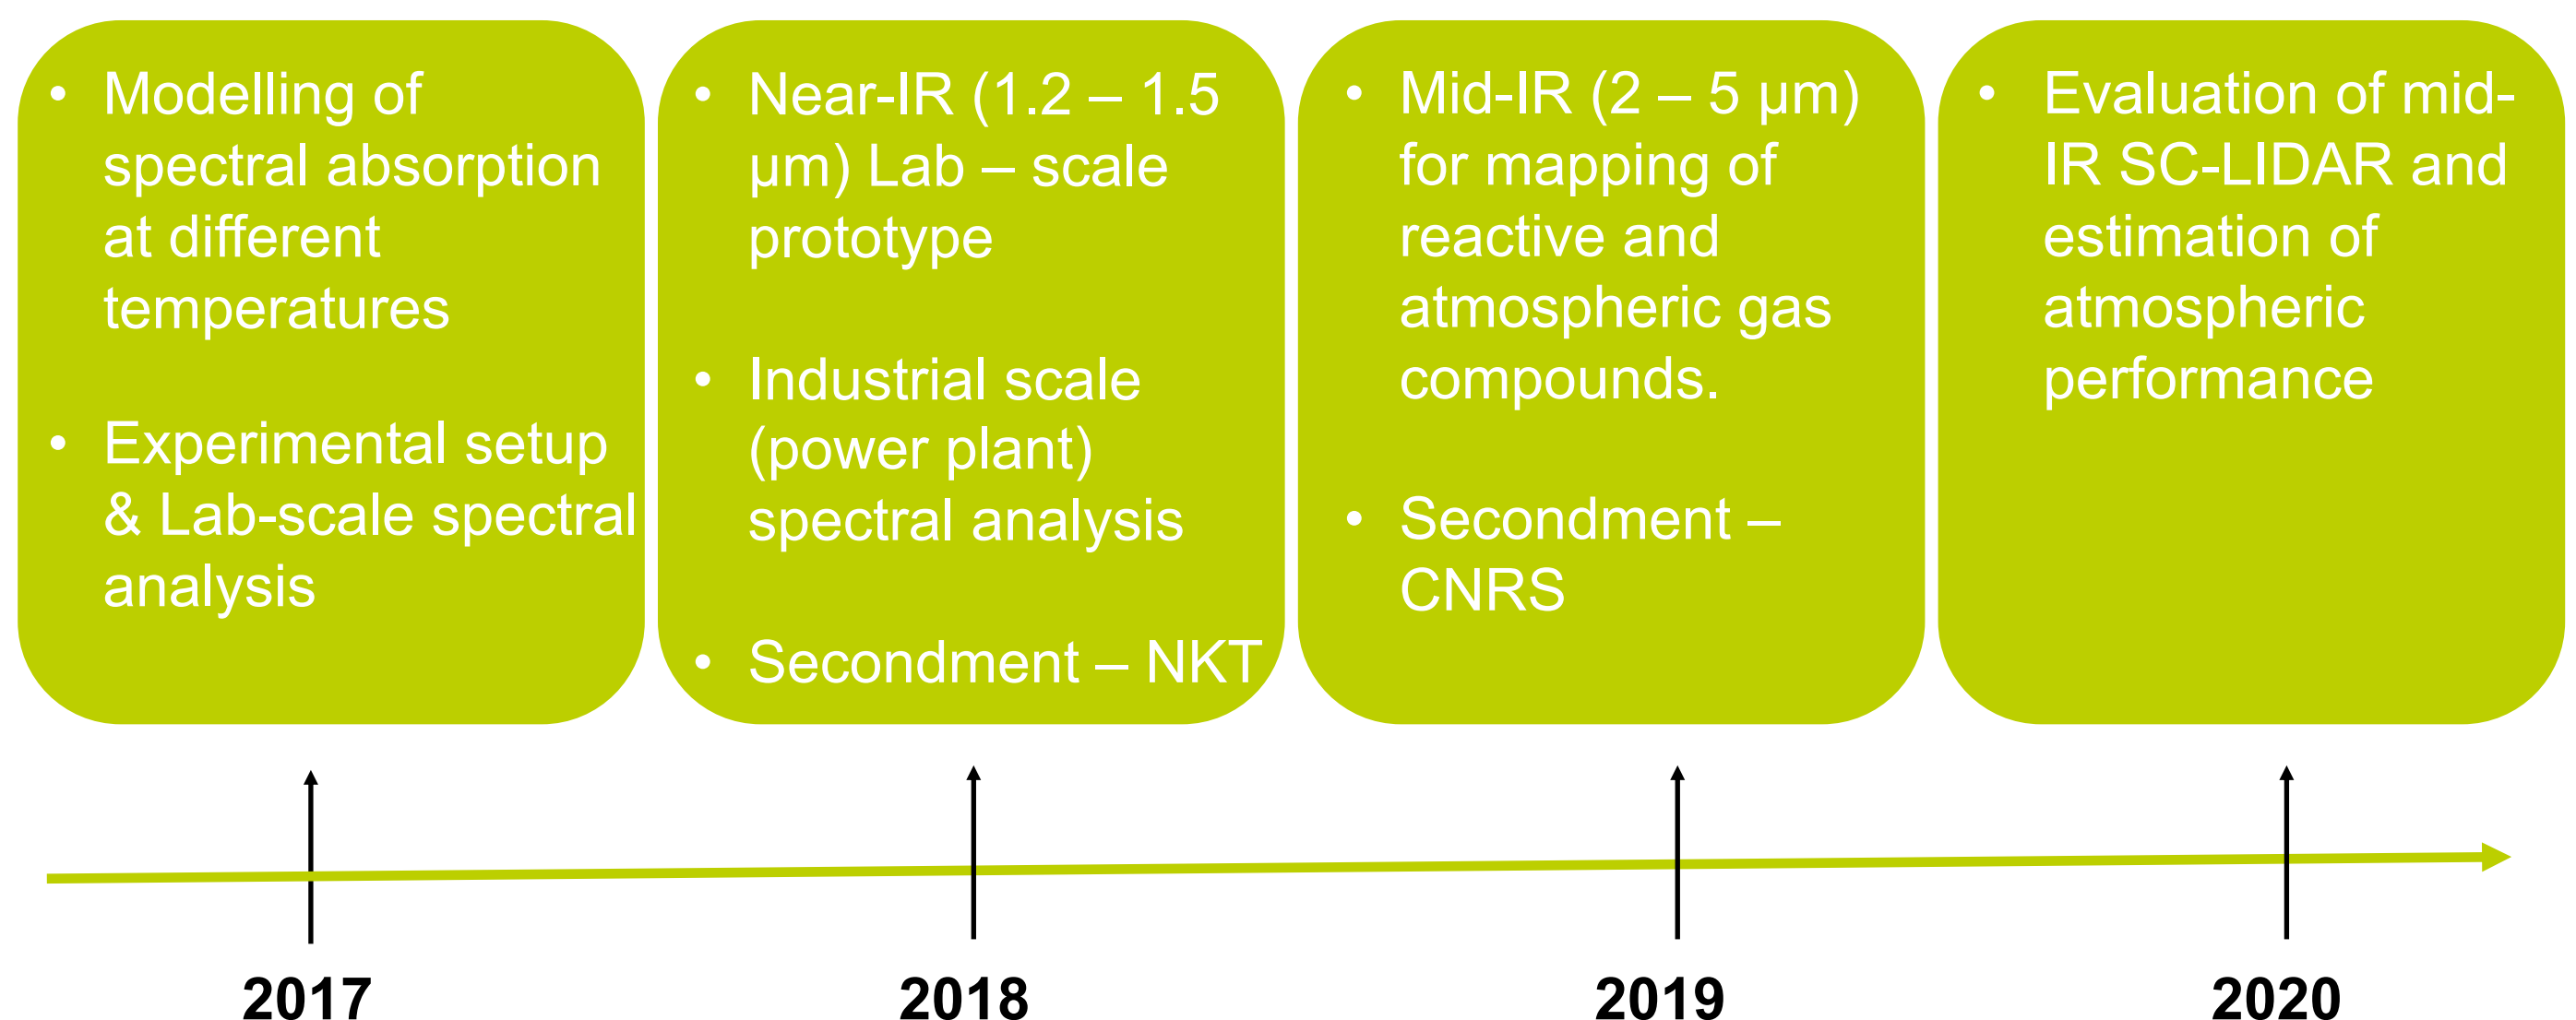 • Modelling of
spectral absorption
at different
temperatures
• Experimental setup
& Lab-scale spectral
analysis
• Near-IR (1.2 – 1.5
µm) Lab – scale
prototype
• Industrial scale
(power plant)
spectral analysis
• Secondment – NKT
• Mid-IR (2 – 5 µm)
for mapping of
reactive and
atmospheric gas
compounds.
• Secondment –
CNRS
• Evaluation of mid-
IR SC-LIDAR and
estimation of
atmospheric
performance
2017
2018
2019
2020